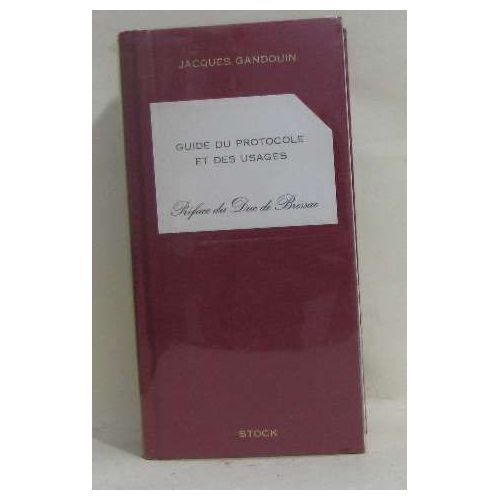 JACQUES GANDOUIN
GUIDE DU PROTOCOLE
ET DES USAGES
Préface du Duc de Brissac
STOCK